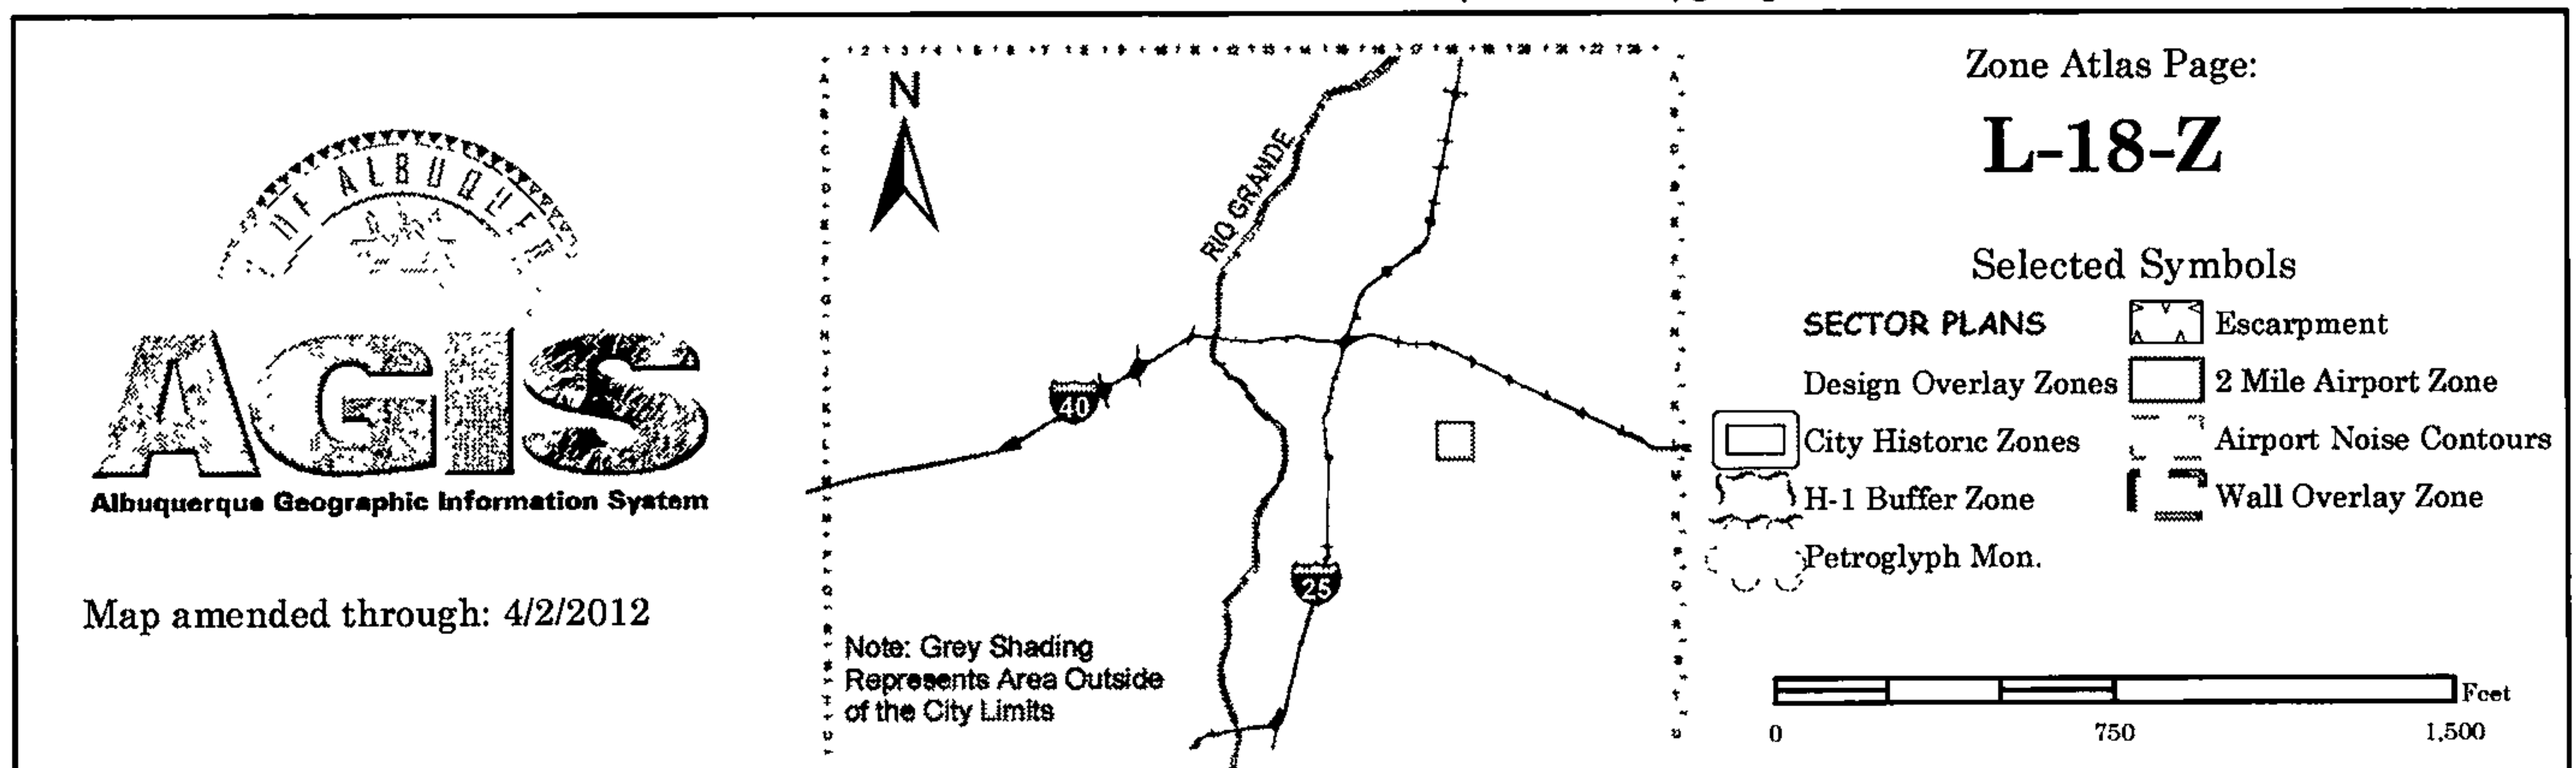 OF ALBUQUE
AGIS
Albuquerque Geographic Information System
Map amended through: 4/2/2012
N
RIO GRANDE
40
25
Note: Grey Shading
Represents Area Outside
of the City Limits
Zone Atlas Page:
L-18-Z
Selected Symbols
SECTOR PLANS
Escarpment
Design Overlay Zones
2 Mile Airport Zone
City Historic Zones
Airport Noise Contours
H-1 Buffer Zone
Wall Overlay Zone
Petroglyph Mon.
Feet
0 750 1,500